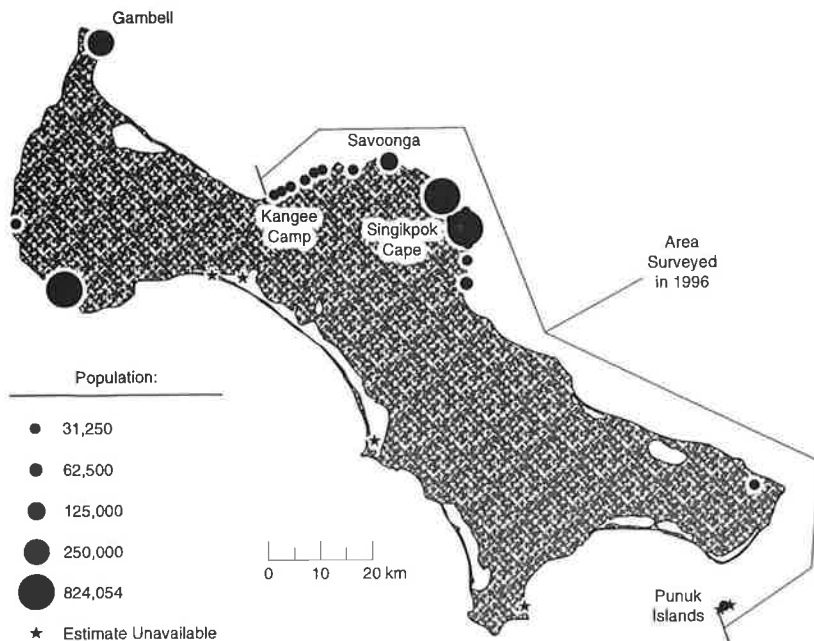 Gambell
Savoonga
Kangee
Camp
Singikpok
Cape
Area
Surveyed
in 1996
Population:
31,250
62,500
125,000
250,000
824,054
Estimate Unavailable
0 10 20 km
Punuk
Islands